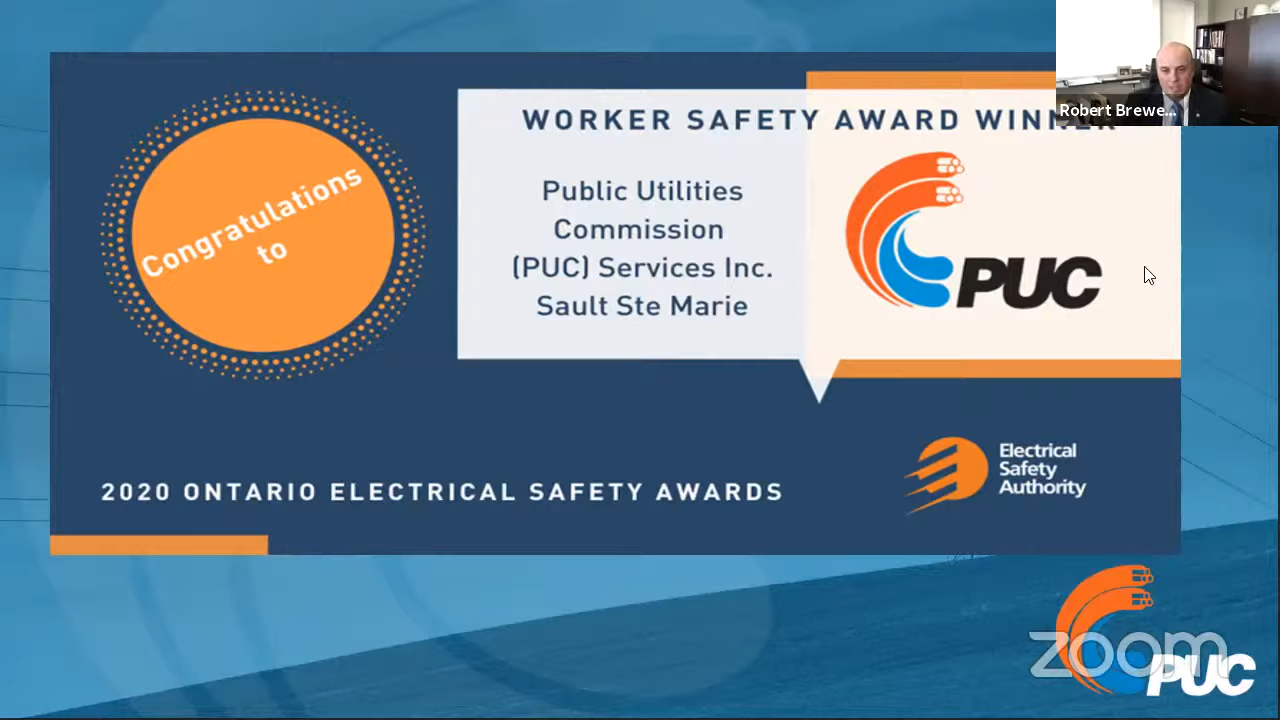 WORKER SAFETY AWARD WINNER
Robert Brewe...
Congratulations
to
Public Utilities
Commission
(PUC) Services Inc.
Sault Ste Marie
PUC
Electrical
Safety
Authority
2020 ONTARIO ELECTRICAL SAFETY AWARDS
zoom
PUC